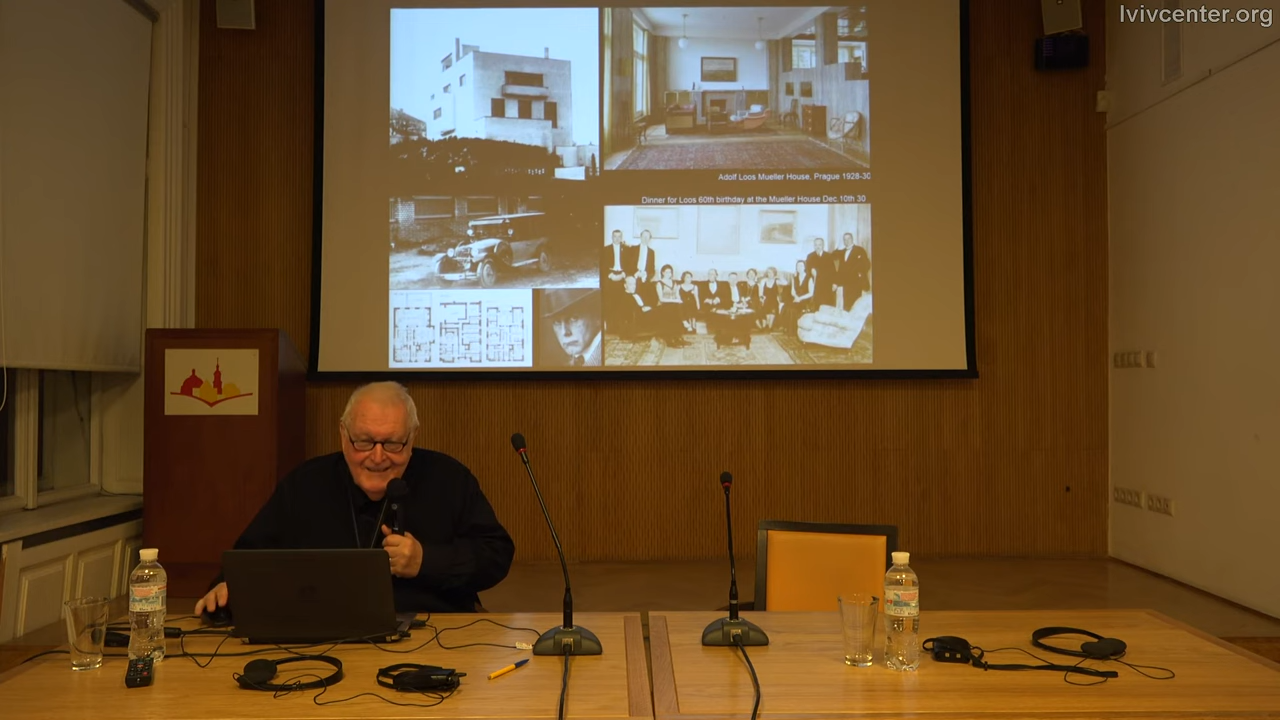 lvivcenter.org
Adolf Loos Mueller House, Prague 1928-30
Dinner for Loos 60th birthday at the Mueller House Dec 10th 30